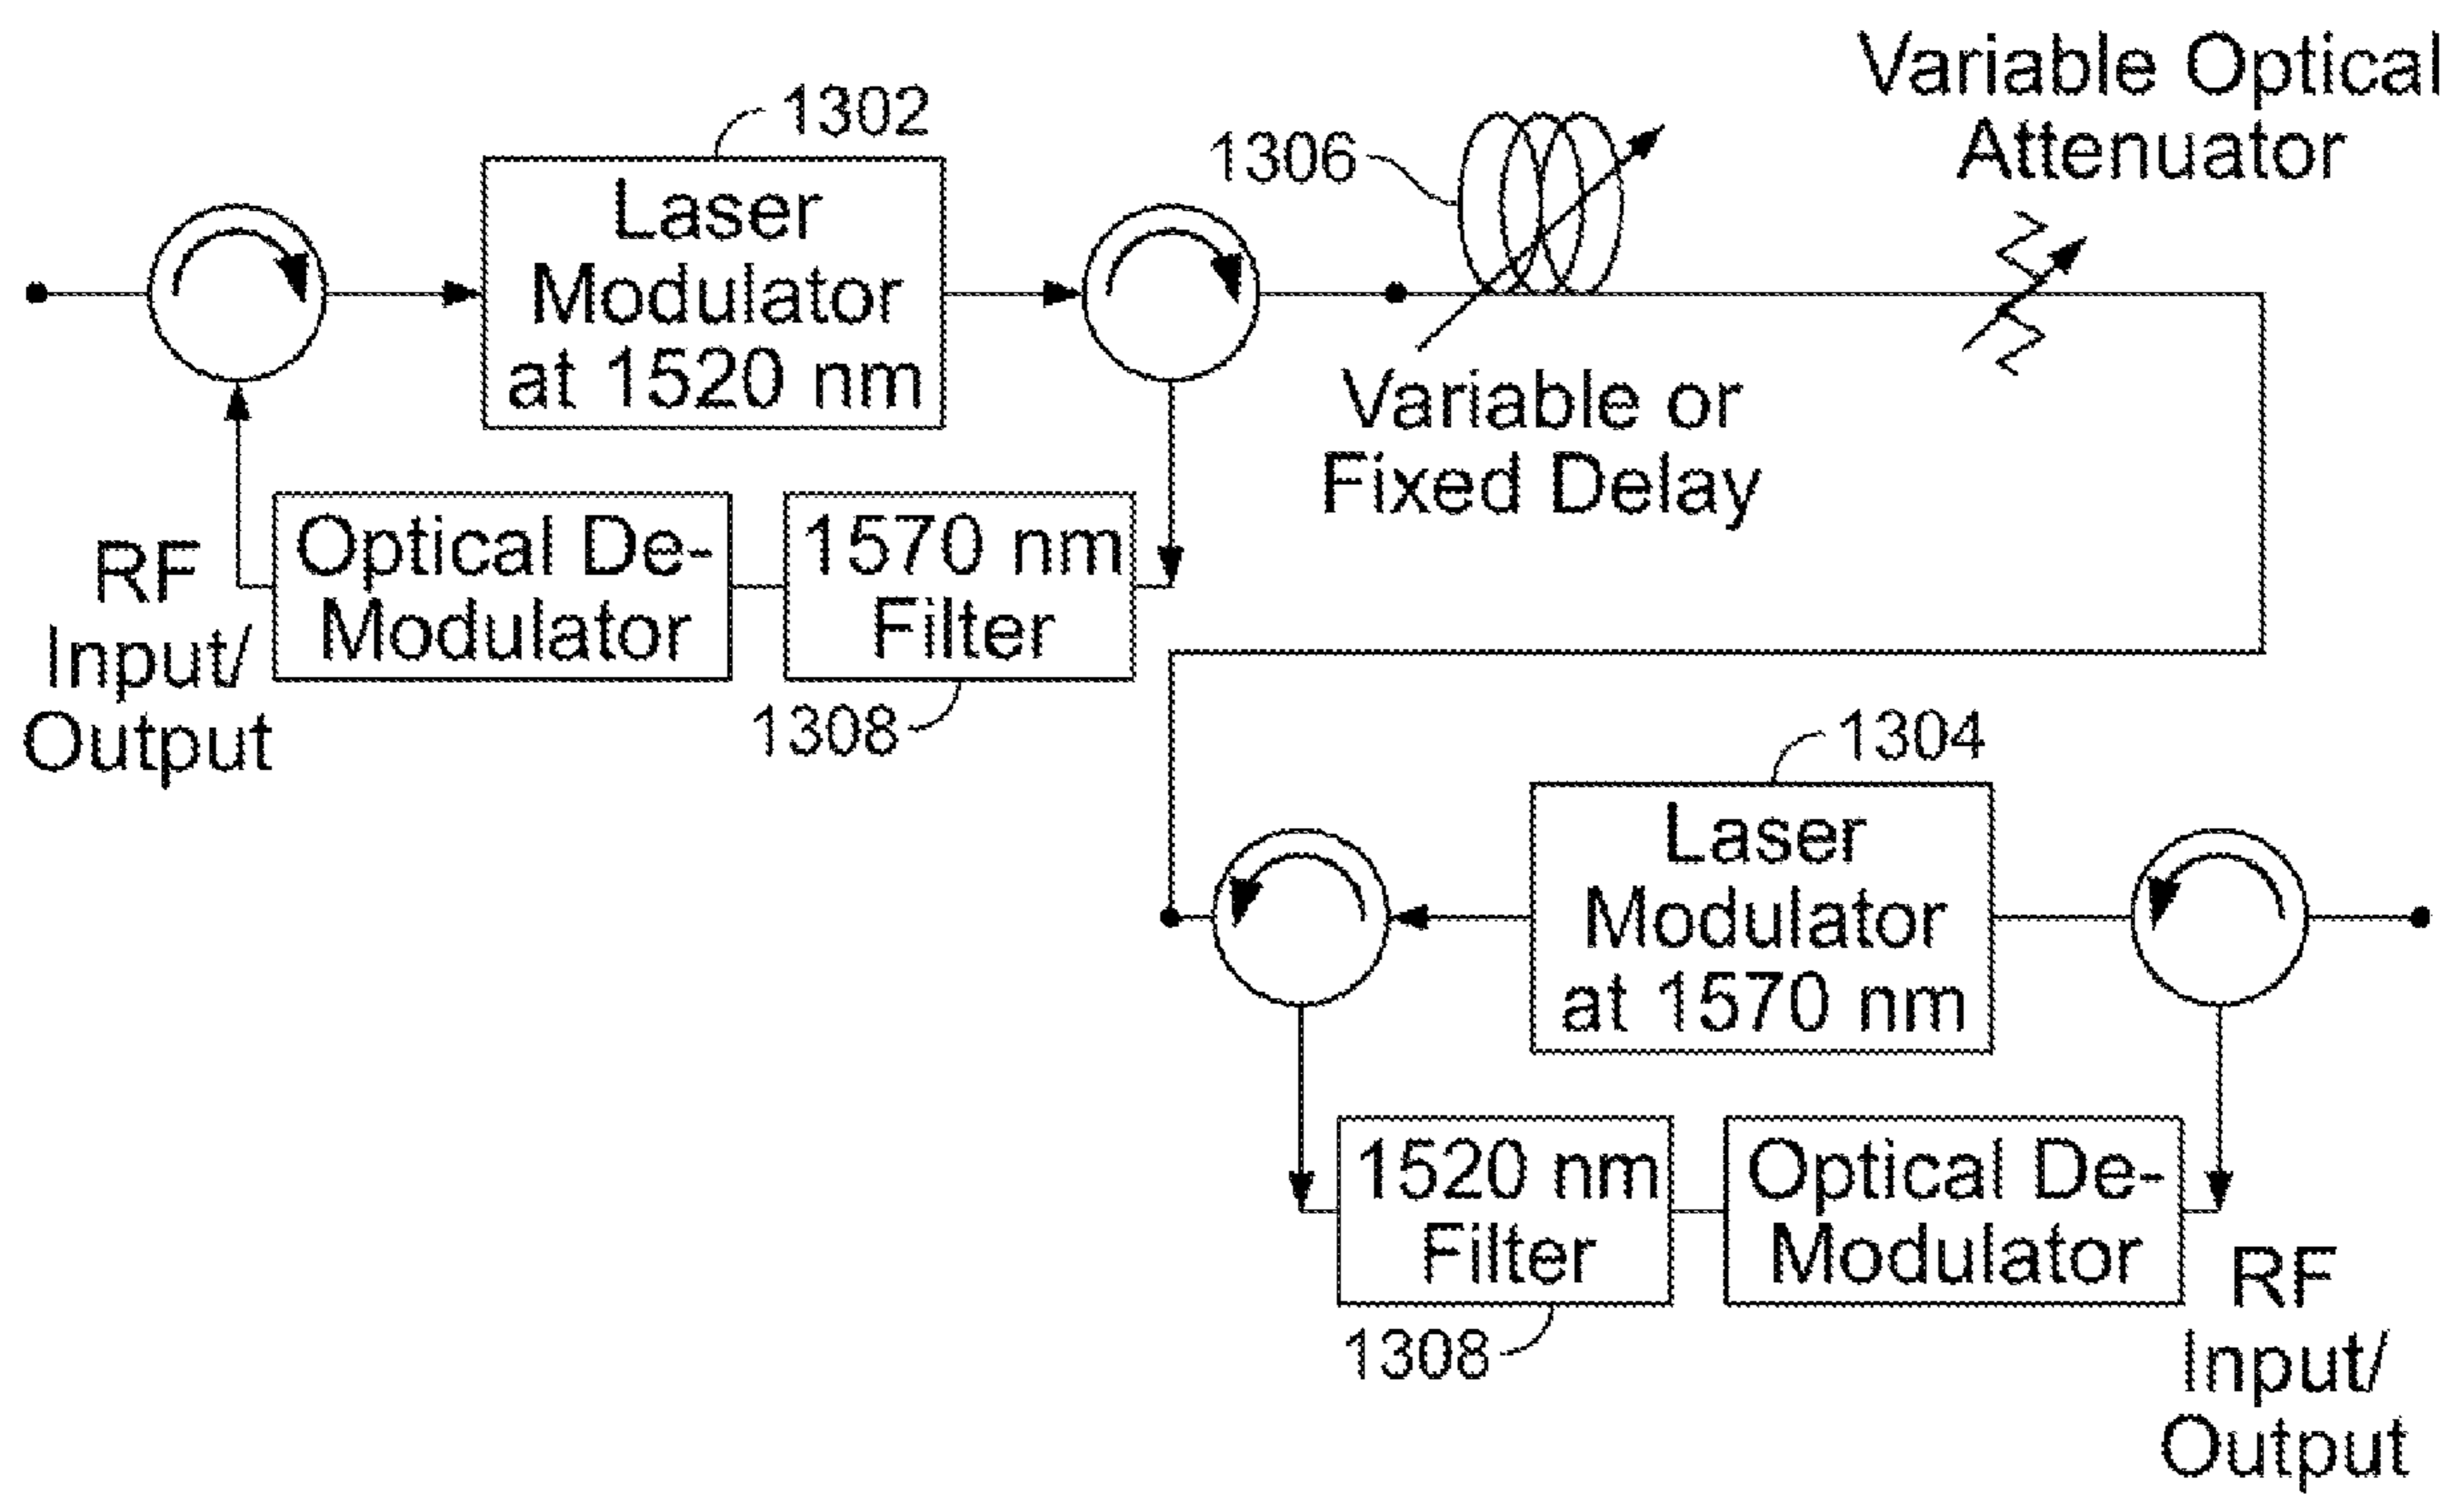 Variable Optical
Attenuator
1302
1306
Laser
Modulator
at 1520 nm
Variable or
Fixed Delay
Optical De-
Modulator
1570 nm
Filter
RF
Input/
Output
1308
1304
Laser
Modulator
at 1570 nm
1520 nm
Filter
Optical De-
Modulator
1308
RF
Input/
Output